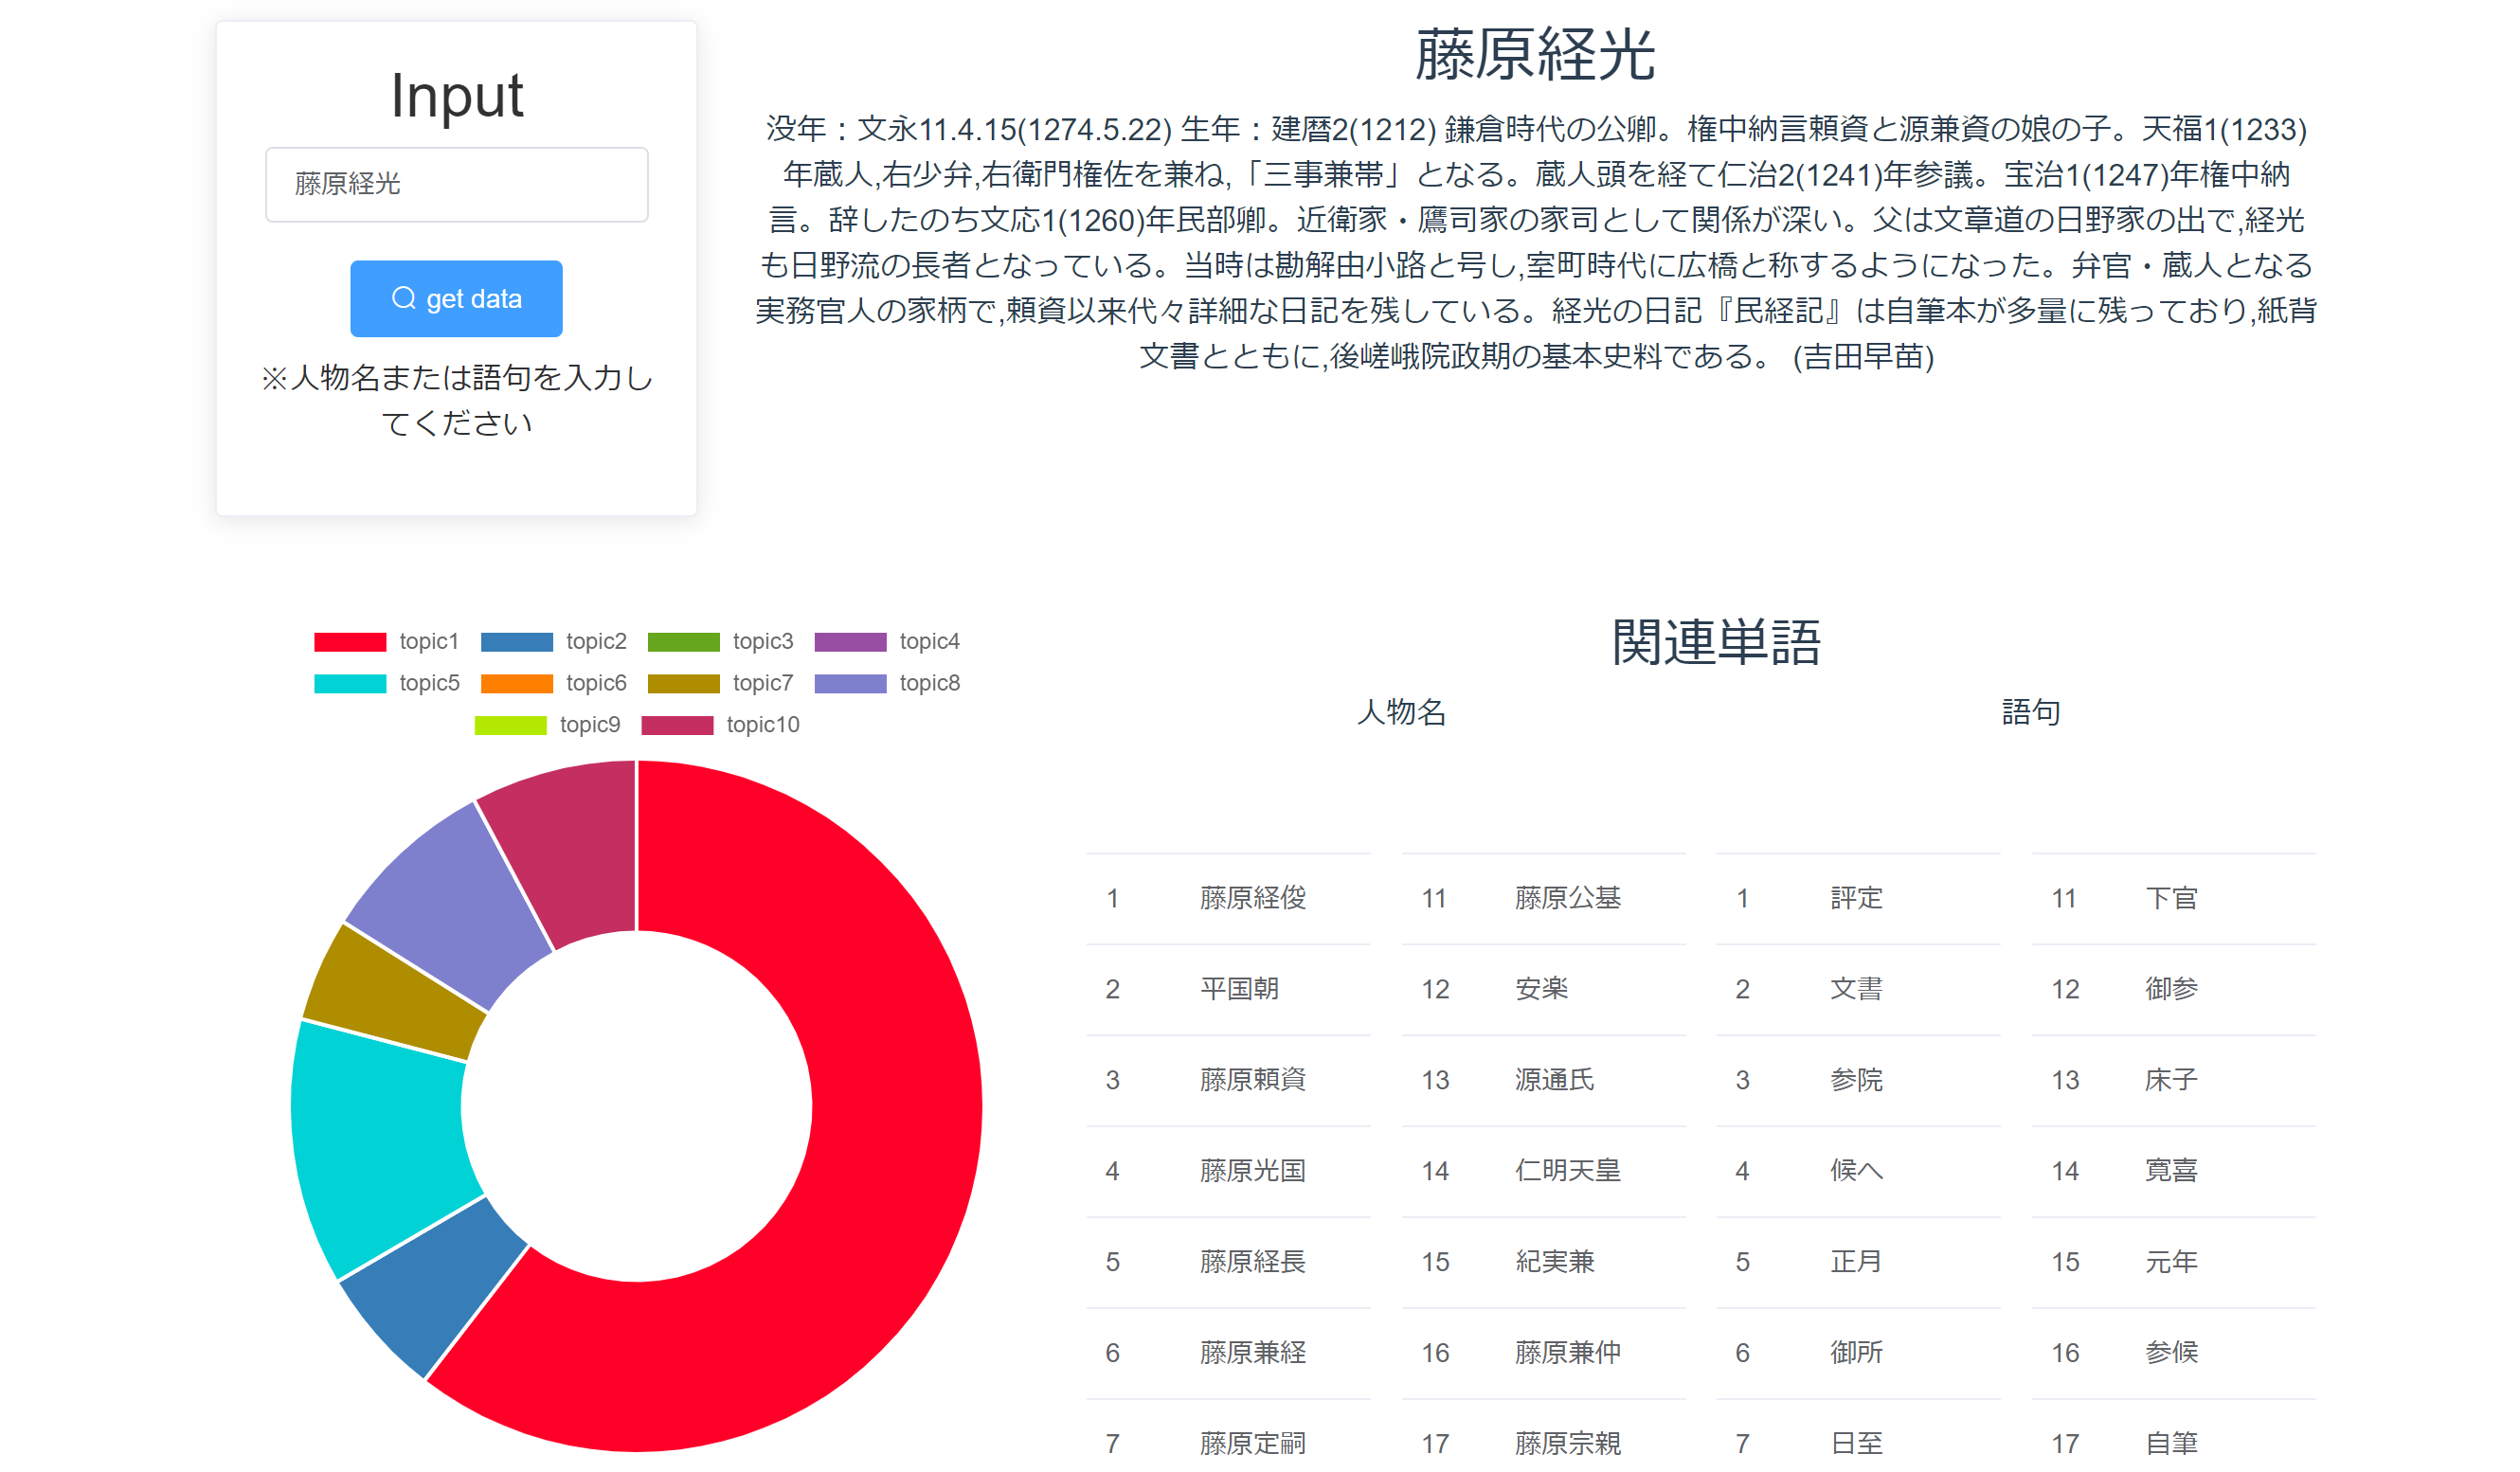 Input
藤原経光
get data
※人物名または語句を入力し
てください
藤原経光
没年：文永11.4.15(1274.5.22) 生年：建暦2(1212) 鎌倉時代の公卿。権中納言頼資と源兼資の娘の子。天福1(1233)
年蔵人,右少弁,右衛門権佐を兼ね,「三事兼帯」となる。蔵人頭を経て仁治2(1241)年参議。宝治1(1247)年権中納
言。辞したのち文応1(1260)年民部卿。近衛家・鷹司家の家司として関係が深い。父は文章道の日野家の出で,経光
も日野流の長者となっている。当時は勘解由小路と号し,室町時代に広橋と称するようになった。弁官・蔵人となる
実務官人の家柄で,頼資以来代々詳細な日記を残している。経光の日記『民経記』は自筆本が多量に残っており,紙背
文書とともに,後嵯峨院政期の基本史料である。 (吉田早苗)
topic1 topic2 topic3 topic4
topic5 topic6 topic7 topic8
topic9 topic10
関連単語
人物名 語句
1 藤原経俊 11 藤原公基 1 評定 11 下官
2 平国朝 12 安楽 2 文書 12 御参
3 藤原頼資 13 源通氏 3 参院 13 床子
4 藤原光国 14 仁明天皇 4 候へ 14 寛喜
5 藤原経長 15 紀実兼 5 正月 15 元年
6 藤原兼経 16 藤原兼仲 6 御所 16 参候
7 藤原定嗣 17 藤原宗親 7 日至 17 自筆